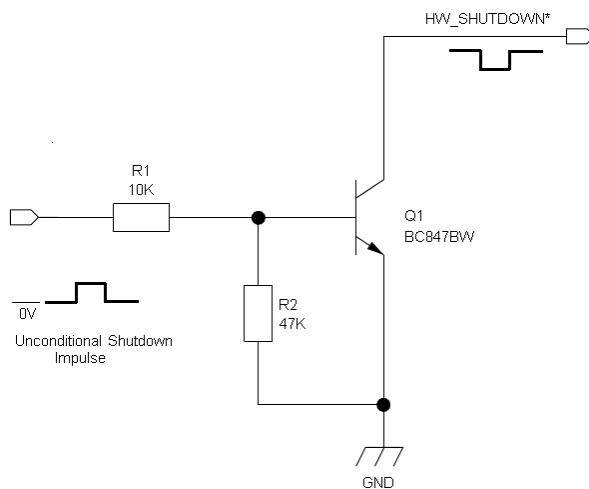 HW_SHUTDOWN*
R1
10K
Q1
BC847BW
R2
47K
0V
Unconditional Shutdown
Impulse
GND